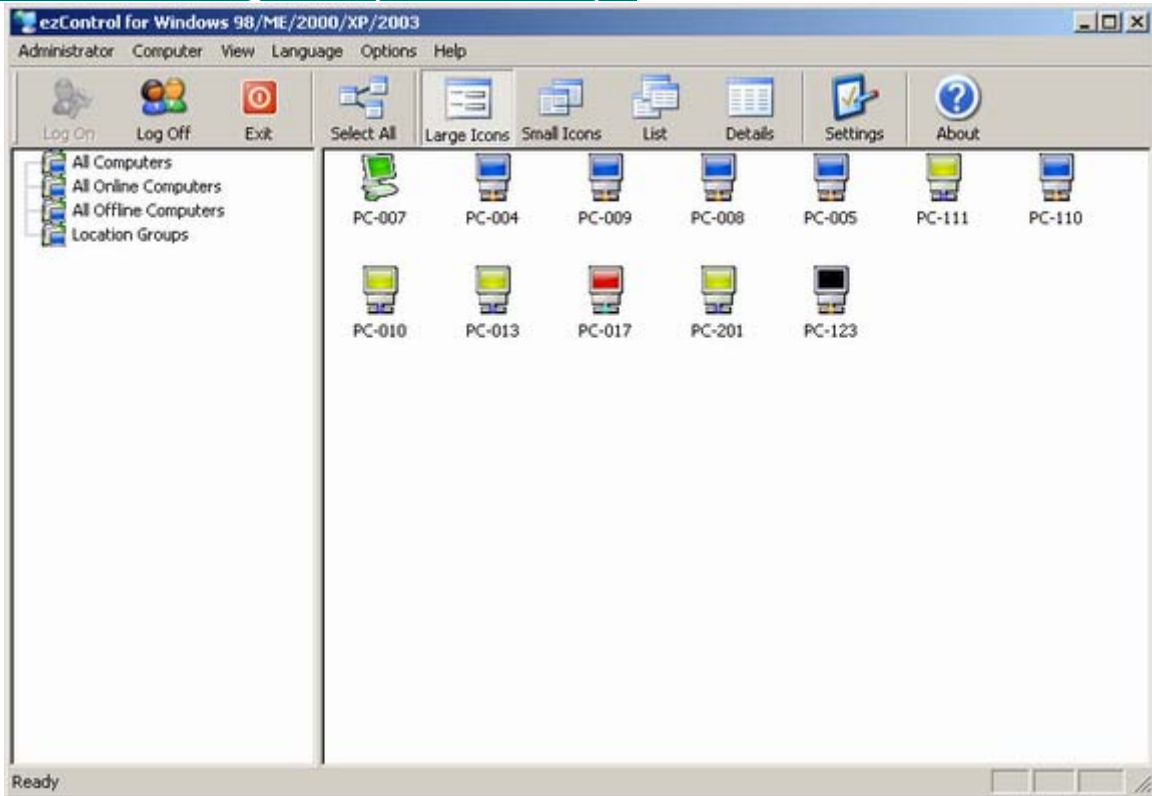 ezControl for Windows 98/ME/2000/XP/2003
Administrator Computer View Language Options Help
Log On Log Off Exit Select All Large Icons Small Icons List Details Settings About
All Computers
All Online Computers
All Offline Computers
Location Groups
PC-007 PC-004 PC-009 PC-008 PC-005 PC-111 PC-110
PC-010 PC-013 PC-017 PC-201 PC-123
Ready